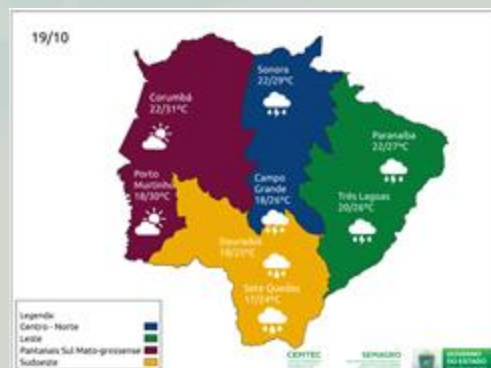 19/10
Sonora
22/29ºC
Corumbá
22/31ºC
Paranaíba
22/27ºC
Porto
Murtinho
18/30ºC
Campo
Grande
18/26ºC
Três Lagoas
20/26ºC
Dourados
Sete Quedas
17/24ºC
Legenda:
Centro - Norte
Leste
Pantanais Sul Mato-grossense
Sudoeste
CEMTEC
SEMAGRO
GOVERNO
DO ESTADO